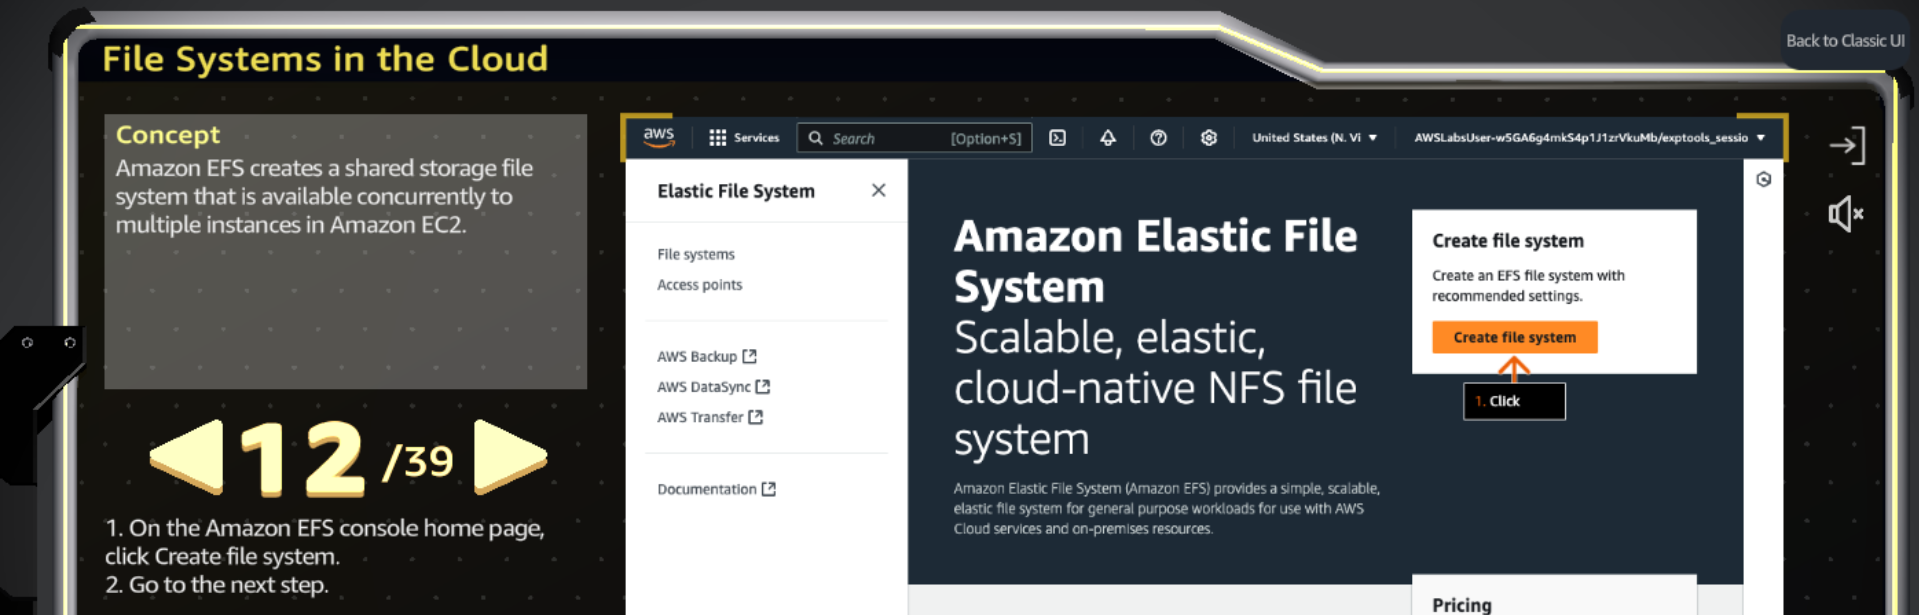 Back to Classic UI
File Systems in the Cloud
Concept
Amazon EFS creates a shared storage file
system that is available concurrently to
multiple instances in Amazon EC2.
12 /39
1. On the Amazon EFS console home page,
click Create file system.
2. Go to the next step.
aws
Services
Search
[Option+S]
United States (N. Vi
AWSLabsUser-w5GA6g4mkS4p1J1zrVkuMb/exptools_sessio
Elastic File System
File systems
Access points
AWS Backup
AWS DataSync
AWS Transfer
Documentation
Amazon Elastic File
System
Scalable, elastic,
cloud-native NFS file
system
Amazon Elastic File System (Amazon EFS) provides a simple, scalable,
elastic file system for general purpose workloads for use with AWS
Cloud services and on-premises resources.
Create file system
Create an EFS file system with
recommended settings.
Create file system
1. Click
Pricing